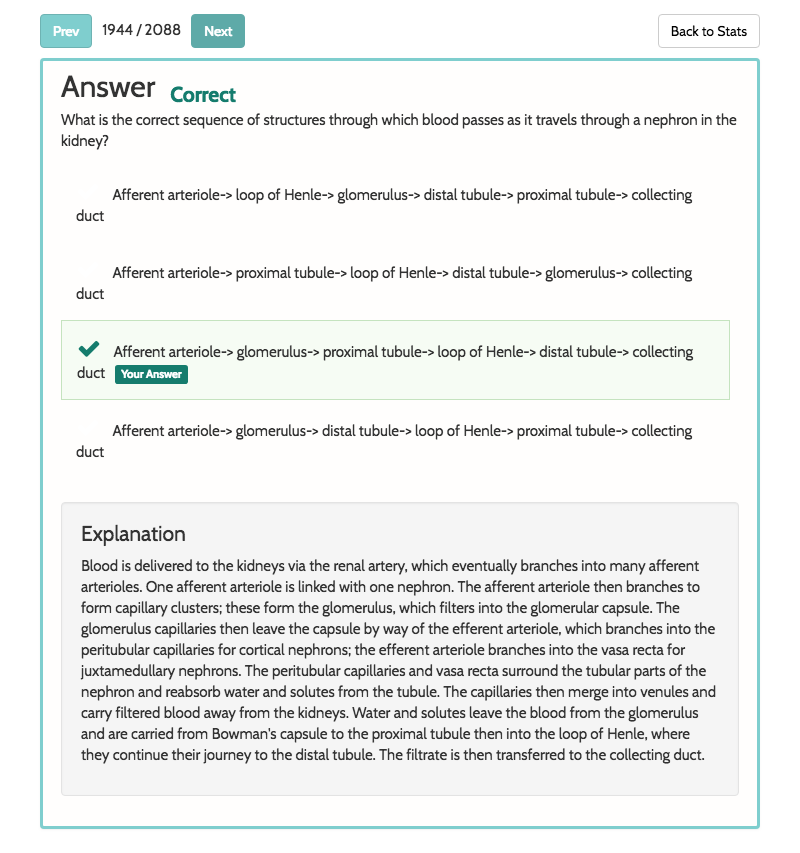 Prev 1944 / 2088 Next Back to Stats
Answer Correct
What is the correct sequence of structures through which blood passes as it travels through a nephron in the
kidney?
Afferent arteriole-> loop of Henle-> glomerulus-> distal tubule-> proximal tubule-> collecting
duct
Afferent arteriole-> proximal tubule-> loop of Henle-> distal tubule-> glomerulus-> collecting
duct
Afferent arteriole-> glomerulus-> proximal tubule-> loop of Henle-> distal tubule-> collecting
duct Your Answer
Afferent arteriole-> glomerulus-> distal tubule-> loop of Henle-> proximal tubule-> collecting
duct
Explanation
Blood is delivered to the kidneys via the renal artery, which eventually branches into many afferent
arterioles. One afferent arteriole is linked with one nephron. The afferent arteriole then branches to
form capillary clusters; these form the glomerulus, which filters into the glomerular capsule. The
glomerulus capillaries then leave the capsule by way of the efferent arteriole, which branches into the
peritubular capillaries for cortical nephrons; the efferent arteriole branches into the vasa recta for
juxtamedullary nephrons. The peritubular capillaries and vasa recta surround the tubular parts of the
nephron and reabsorb water and solutes from the tubule. The capillaries then merge into venules and
carry filtered blood away from the kidneys. Water and solutes leave the blood from the glomerulus
and are carried from Bowman's capsule to the proximal tubule then into the loop of Henle, where
they continue their journey to the distal tubule. The filtrate is then transferred to the collecting duct.